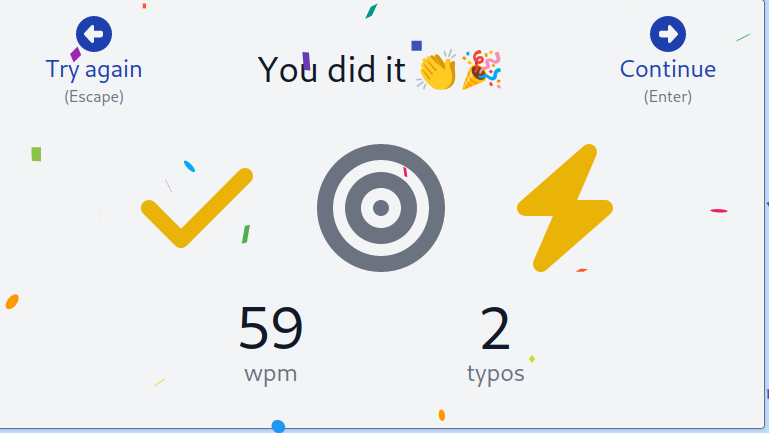 Try again
(Escape)
You did it 👏🎉
Continue
(Enter)
59
wpm
2
typos